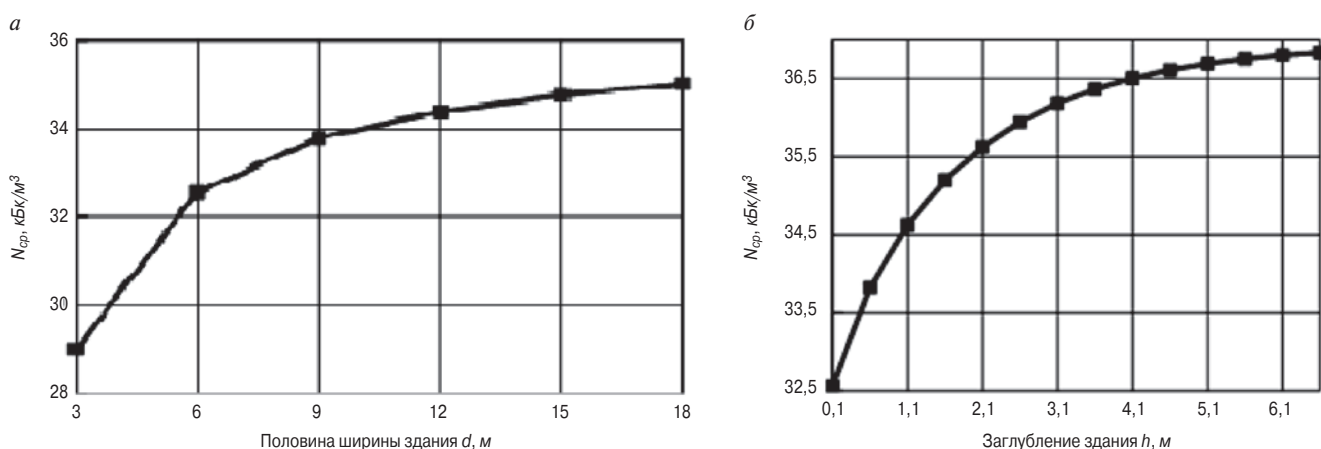 а
36
34
32
30
28
N_ср, кБк/м³
3 6 9 12 15 18
Половина ширины здания d, м
б
36,5
35,5
34,5
33,5
32,5
N_ср, кБк/м³
0,1 1,1 2,1 3,1 4,1 5,1 6,1
Заглубление здания h, м